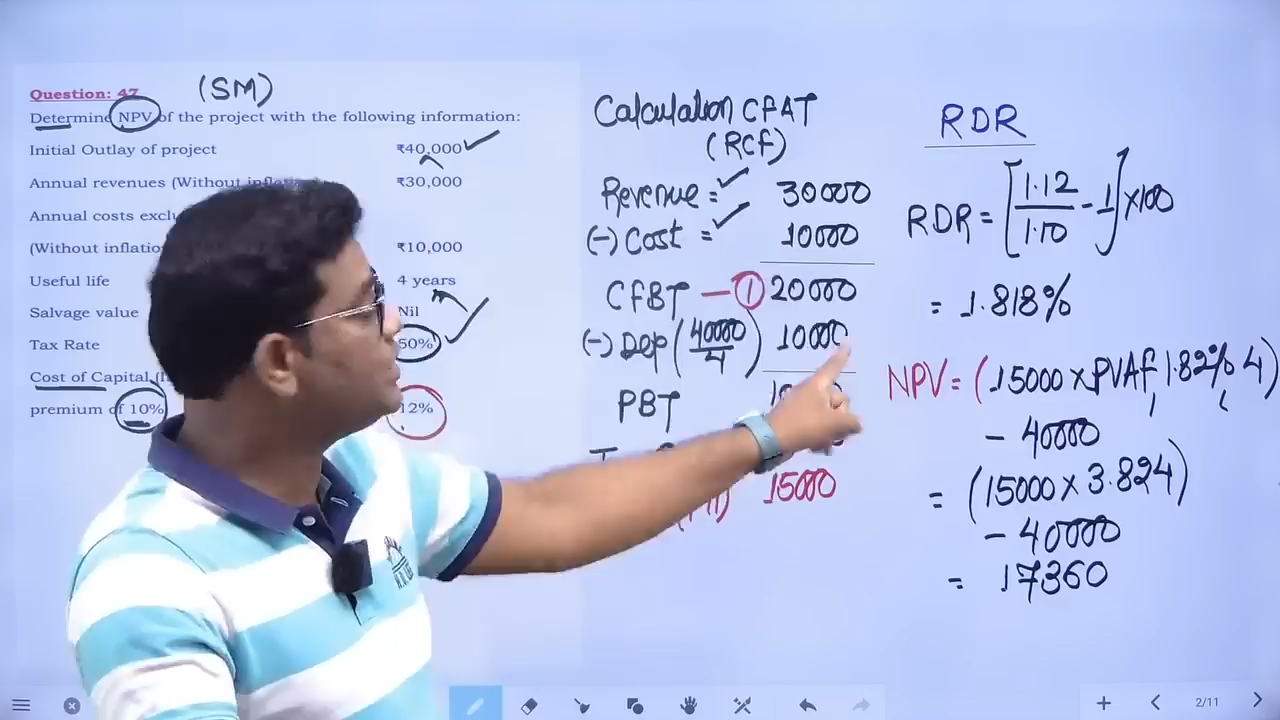 Question: 47
(SM)
Determine NPV of the project with the following information:
Initial Outlay of project ₹40,000
Annual revenues (Without ₹30,000
Annual costs
(Without ₹10,000
Useful life 4 years
Salvage value Nil
Tax Rate 50%
Cost of Capital
premium of 10% 12%
Calculation CFAT
(RCf)
Revenue = 30000
(-) Cost = 10000
CFBT — ① 20000
(-) Dep (40000/4) 10000
PBT
15000
RDR
RDR = [1.12/1.10 - 1] × 100
= 1.818%
NPV = (15000 × PVAf 1.82% 4)
- 40000
= (15000 × 3.824)
- 40000
= 17360
2/11